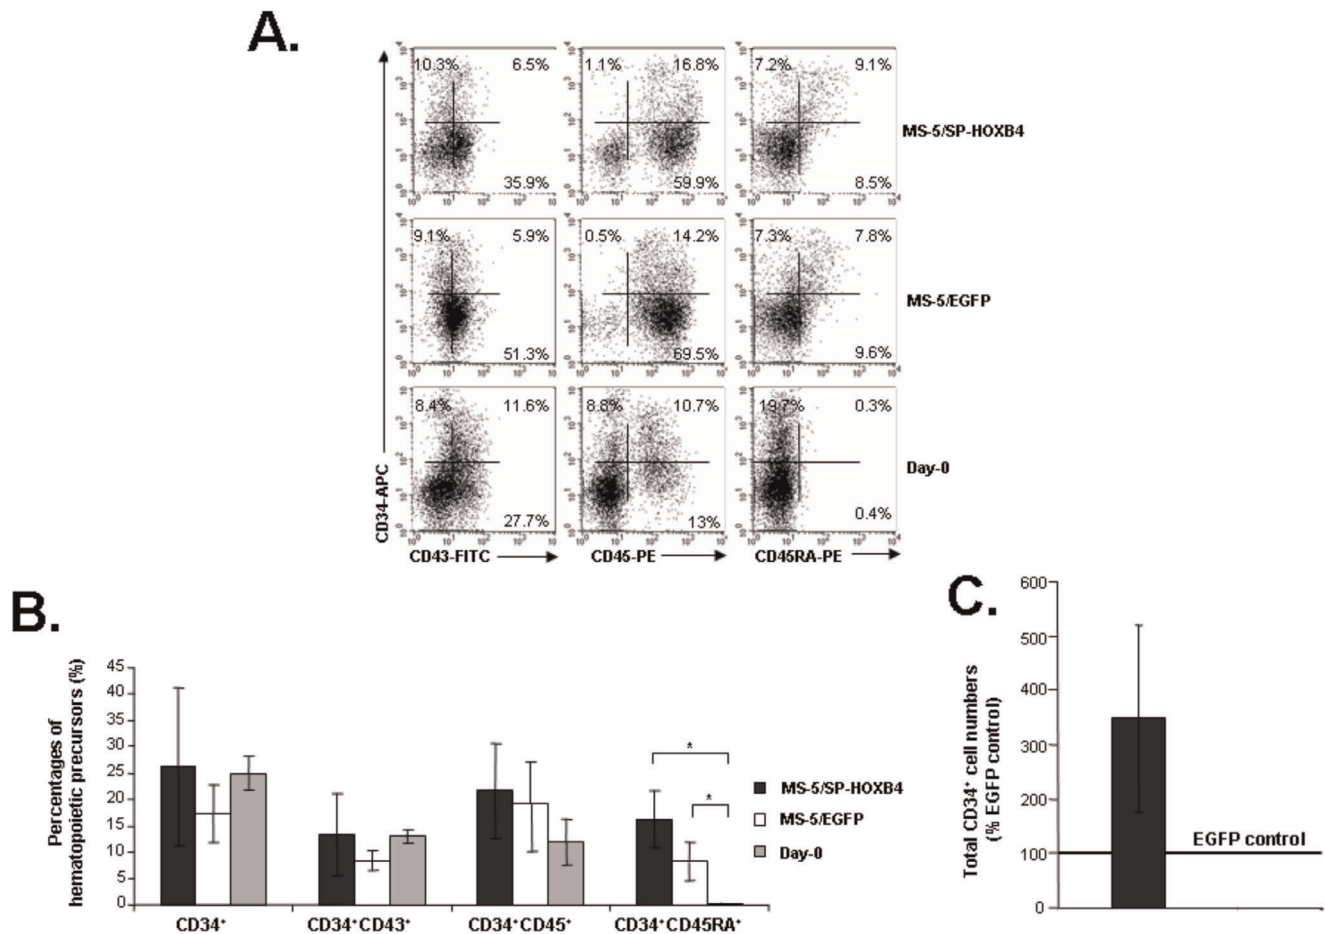 A.
10.3% 6.5% 1.1% 16.8% 7.2% 9.1%
MS-5/SP-HOXB4
35.9% 59.9% 8.5%
9.1% 5.9% 0.5% 14.2% 7.3% 7.8%
MS-5/EGFP
51.3% 69.5% 9.6%
8.4% 11.6% 8.8% 10.7% 19.7% 0.3%
Day-0
27.7% 13% 0.4%
CD34-APC
CD43-FITC CD45-PE CD45RA-PE
B.
Percentages of
hematopoietic precursors (%)
45
40
35
30
25
20
15
10
5
0
* 
*
MS-5/SP-HOXB4
MS-5/EGFP
Day-0
CD34⁺ CD34⁺CD43⁺ CD34⁺CD45⁺ CD34⁺CD45RA⁺
C.
Total CD34⁺ cell numbers
(% EGFP control)
600
500
400
300
200
100
0
EGFP control